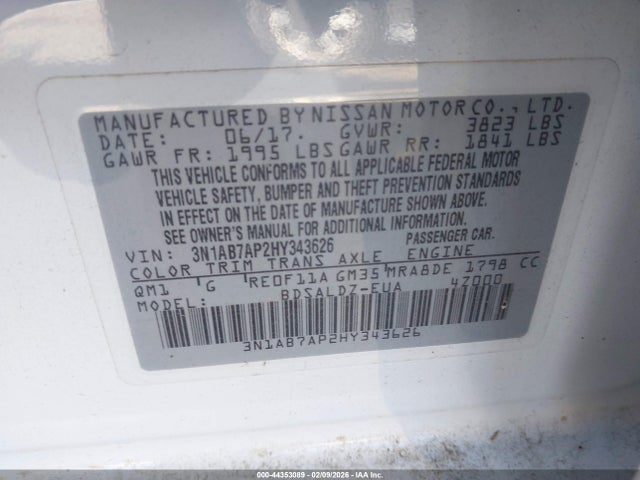 MANUFACTURED BY NISSAN MOTOR CO., LTD.
DATE: 06/17. GVWR: 3823 LBS
GAWR FR: 1995 LBS GAWR RR: 1841 LBS
THIS VEHICLE CONFORMS TO ALL APPLICABLE FEDERAL MOTOR
VEHICLE SAFETY, BUMPER AND THEFT PREVENTION STANDARDS
IN EFFECT ON THE DATE OF MANUFACTURE SHOWN ABOVE.
SEE OWNER'S MANUAL FOR ADDITIONAL INFORMATION.
VIN: 3N1AB7AP2HY343626 PASSENGER CAR.
COLOR TRIM TRANS AXLE ENGINE
QM1 G RE0F11A GM35 MRA8DE 1798 CC
MODEL: BDSALDZ-EUA 4Z000
3N1AB7AP2HY343626
000-44353089 - 02/09/2026 - IAAI.COM